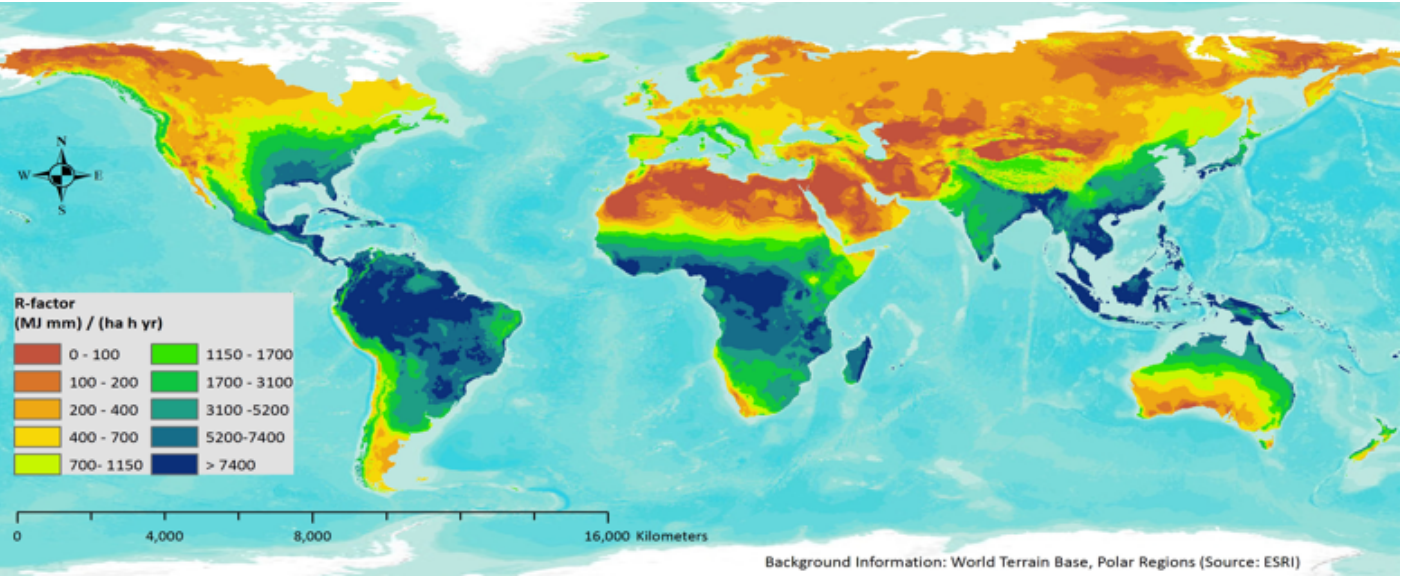 N
W E
S
R-factor
(MJ mm) / (ha h yr)
0 - 100 1150 - 1700
100 - 200 1700 - 3100
200 - 400 3100 -5200
400 - 700 5200-7400
700- 1150 > 7400
0 4,000 8,000 16,000 Kilometers
Background Information: World Terrain Base, Polar Regions (Source: ESRI)